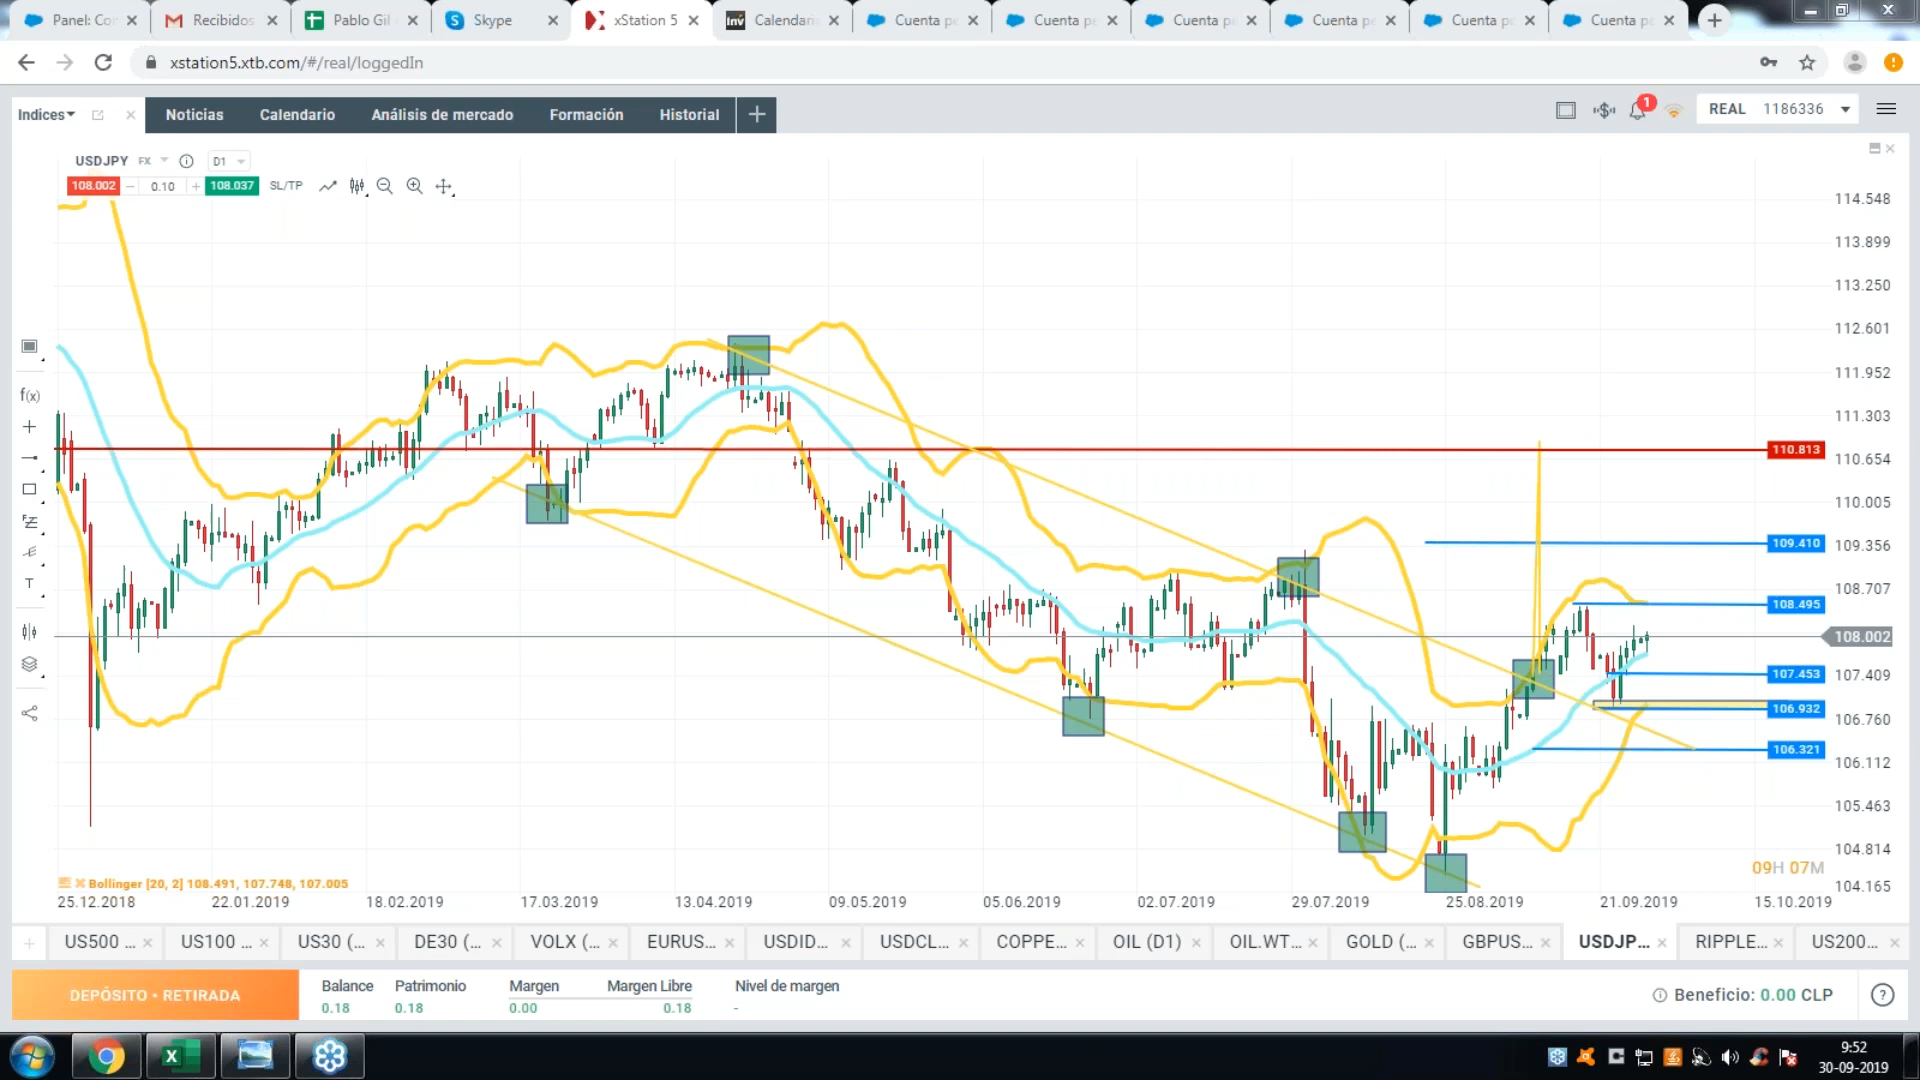 Panel: Con
Recibidos
Pablo Gil
Skype
xStation 5
Calendario
Cuenta pe
Cuenta pe
Cuenta pe
Cuenta pe
Cuenta pe
Cuenta pe
xstation5.xtb.com/#/real/loggedIn
Indices
Noticias
Calendario
Análisis de mercado
Formación
Historial
1
REAL 1186336
USDJPY FX D1
108.002 – 0.10 + 108.037 SL/TP
114.548
113.899
113.250
112.601
111.952
111.303
110.813
110.654
110.005
109.410
109.356
108.707
108.495
108.002
107.453
107.409
106.932
106.760
106.321
106.112
105.463
104.814
104.165
f(x)
T
09H 07M
Bollinger [20, 2] 108.491, 107.748, 107.005
25.12.2018 22.01.2019 18.02.2019 17.03.2019 13.04.2019 09.05.2019 05.06.2019 02.07.2019 29.07.2019 25.08.2019 21.09.2019 15.10.2019
US500 ... US100 ... US30 (... DE30 (... VOLX (... EURUS... USDID... USDCL... COPPE... OIL (D1) OIL.WT... GOLD (... GBPUS... USDJP... RIPPLE... US200...
DEPÓSITO • RETIRADA
Balance Patrimonio Margen Margen Libre Nivel de margen
0.18 0.18 0.00 0.18 -
Beneficio: 0.00 CLP
9:52
30-09-2019